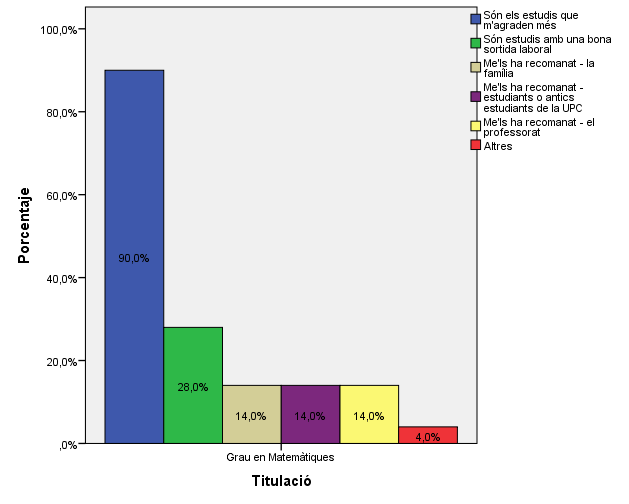 100,0%
80,0%
60,0%
40,0%
20,0%
,0%
Porcentaje
90,0%
28,0%
14,0%
14,0%
14,0%
4,0%
Grau en Matemàtiques
Titulació
Són els estudis que
m'agraden més
Són estudis amb una bona
sortida laboral
Me'ls ha recomanat - la
família
Me'ls ha recomanat -
estudiants o antics
estudiants de la UPC
Me'ls ha recomanat - el
professorat
Altres